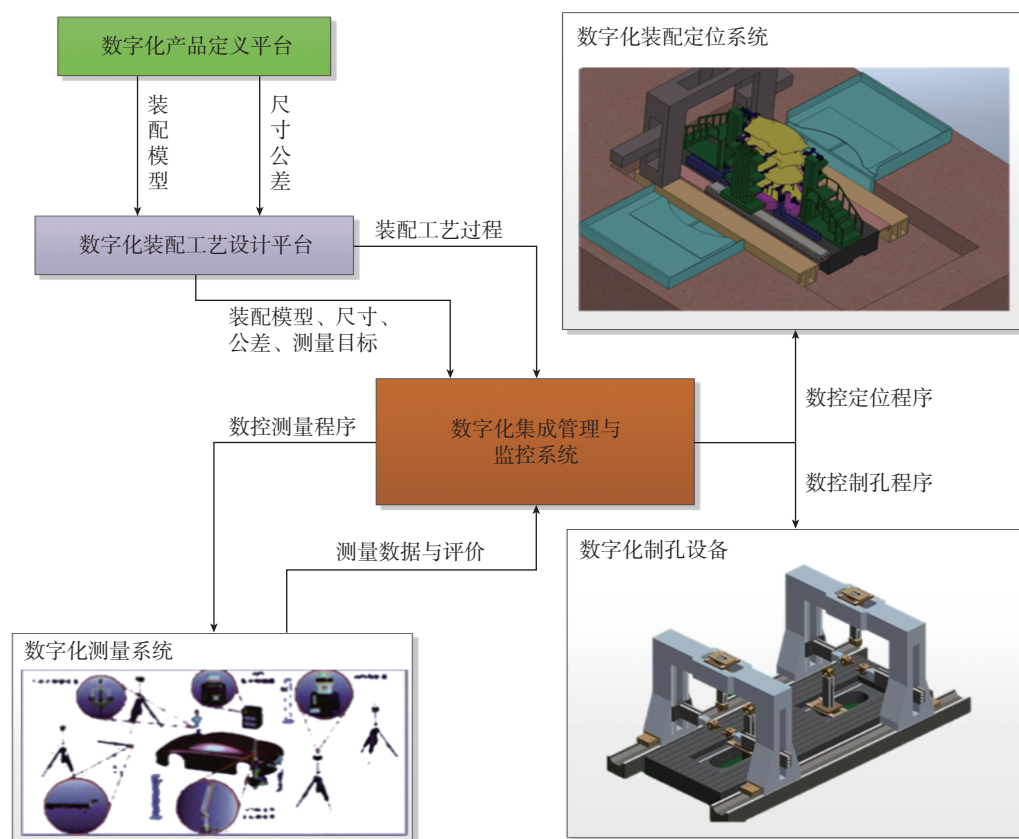 数字化产品定义平台
装配模型
尺寸公差
数字化装配工艺设计平台
装配工艺过程
装配模型、尺寸、
公差、测量目标
数字化装配定位系统
数控测量程序
数字化集成管理与
监控系统
数控定位程序
数控制孔程序
测量数据与评价
数字化测量系统
数字化制孔设备